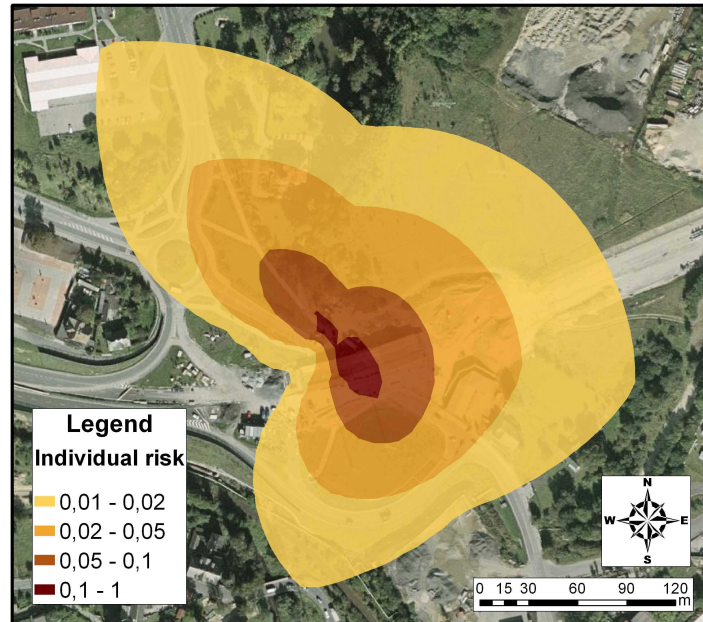 Legend
Individual risk
0,01 - 0,02
0,02 - 0,05
0,05 - 0,1
0,1 - 1
N
W E
S
0 15 30 60 90 120
m